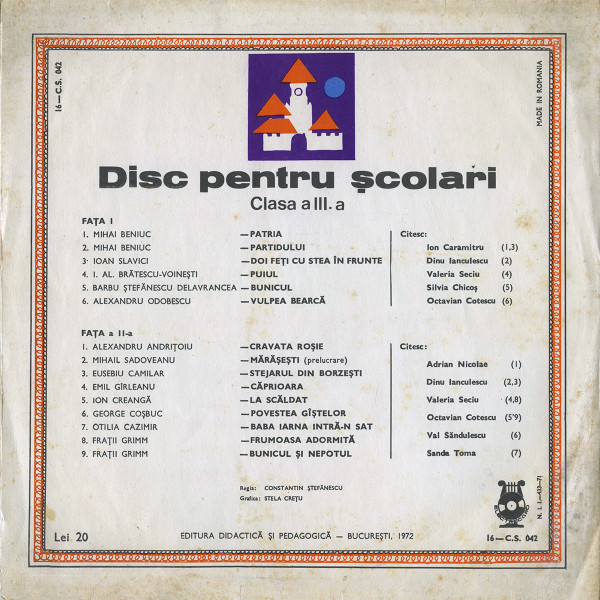 16—C.S. 042
MADE IN ROMANIA
Disc pentru școlari
Clasa a III.a
FAȚA I
1. MIHAI BENIUC —PATRIA
2. MIHAI BENIUC —PARTIDULUI
3· IOAN SLAVICI —DOI FEȚI CU STEA ÎN FRUNTE
4. I. AL. BRĂTESCU-VOINEȘTI —PUIUL
5. BARBU ȘTEFĂNESCU DELAVRANCEA —BUNICUL
6. ALEXANDRU ODOBESCU —VULPEA BEARCĂ
Citesc:
Ion Caramitru (1,3)
Dinu Ianculescu (2)
Valeria Seciu (4)
Silvia Chicoș (5)
Octavian Cotescu (6)
FAȚA a II-a
1. ALEXANDRU ANDRIȚOIU —CRAVATA ROȘIE
2. MIHAIL SADOVEANU —MĂRĂȘEȘTI (prelucrare)
3. EUSEBIU CAMILAR —STEJARUL DIN BORZEȘTI
4. EMIL GÎRLEANU —CĂPRIOARA
5. ION CREANGĂ —LA SCĂLDAT
6. GEORGE COȘBUC —POVESTEA GÎȘTELOR
7. OTILIA CAZIMIR —BABA IARNA INTRĂ-N SAT
8. FRAȚII GRIMM —FRUMOASA ADORMITĂ
9. FRAȚII GRIMM —BUNICUL ȘI NEPOTUL
Citesc:
Adrian Nicolae (1)
Dinu Ianculescu (2,3)
Valeria Seciu (4,8)
Octavian Cotescu (5'9)
Val Săndulescu (6)
Sanda Toma (7)
Regia: CONSTANTIN ȘTEFĂNESCU
Grafica: STELA CREȚU
N. I. I.—433—71
ELECTRECORD
Lei 20
EDITURA DIDACTICĂ ȘI PEDAGOGICĂ — BUCUREȘTI, 1972
16—C.S. 042